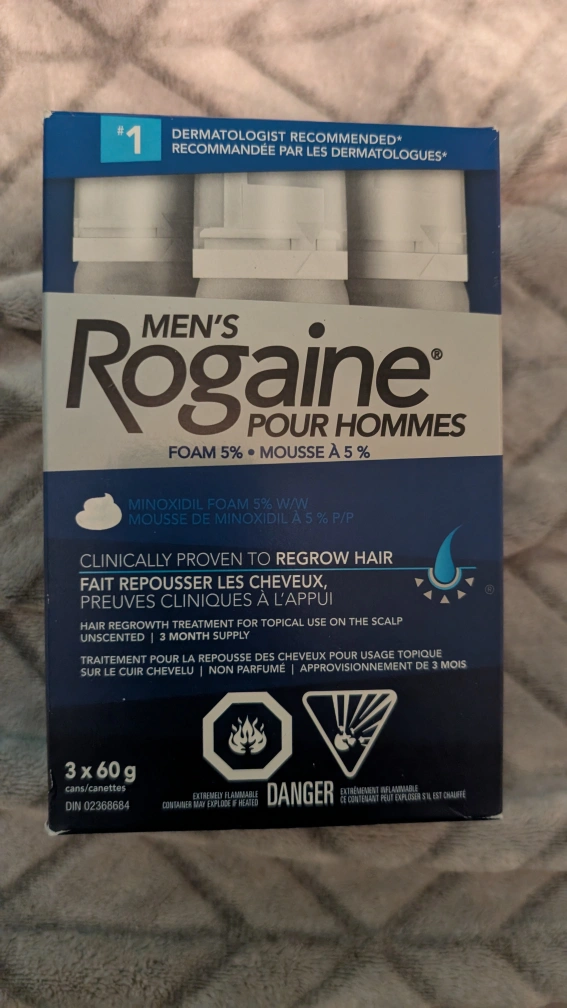 #1
DERMATOLOGIST RECOMMENDED*
RECOMMANDÉE PAR LES DERMATOLOGUES*
MEN'S
Rogaine®
POUR HOMMES
FOAM 5% • MOUSSE À 5 %
MINOXIDIL FOAM 5% W/W
MOUSSE DE MINOXIDIL À 5 % P/P
CLINICALLY PROVEN TO REGROW HAIR
FAIT REPOUSSER LES CHEVEUX,
PREUVES CLINIQUES À L'APPUI
®
HAIR REGROWTH TREATMENT FOR TOPICAL USE ON THE SCALP
UNSCENTED | 3 MONTH SUPPLY
TRAITEMENT POUR LA REPOUSSE DES CHEVEUX POUR USAGE TOPIQUE
SUR LE CUIR CHEVELU | NON PARFUMÉ | APPROVISIONNEMENT DE 3 MOIS
3 x 60 g
cans/canettes
DIN 02368684
EXTREMELY FLAMMABLE
CONTAINER MAY EXPLODE IF HEATED
DANGER
EXTRÊMEMENT INFLAMMABLE
CE CONTENANT PEUT EXPLOSER S'IL EST CHAUFFÉ